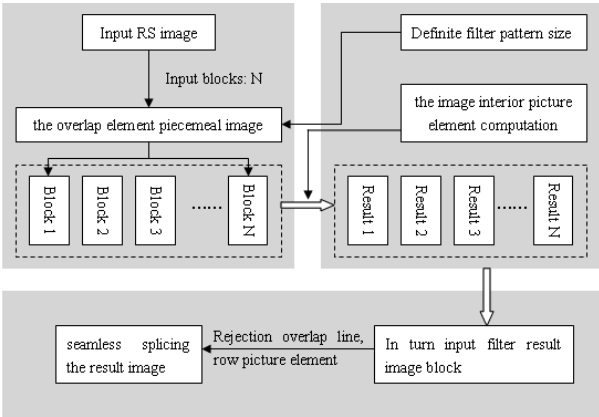 Input RS image
Input blocks: N
the overlap element piecemeal image
Block 1
Block 2
Block 3
......
Block N
Definite filter pattern size
the image interior picture
element computation
Result 1
Result 2
Result 3
......
Result N
In turn input filter result
image block
Rejection overlap line,
row picture element
seamless splicing
the result image